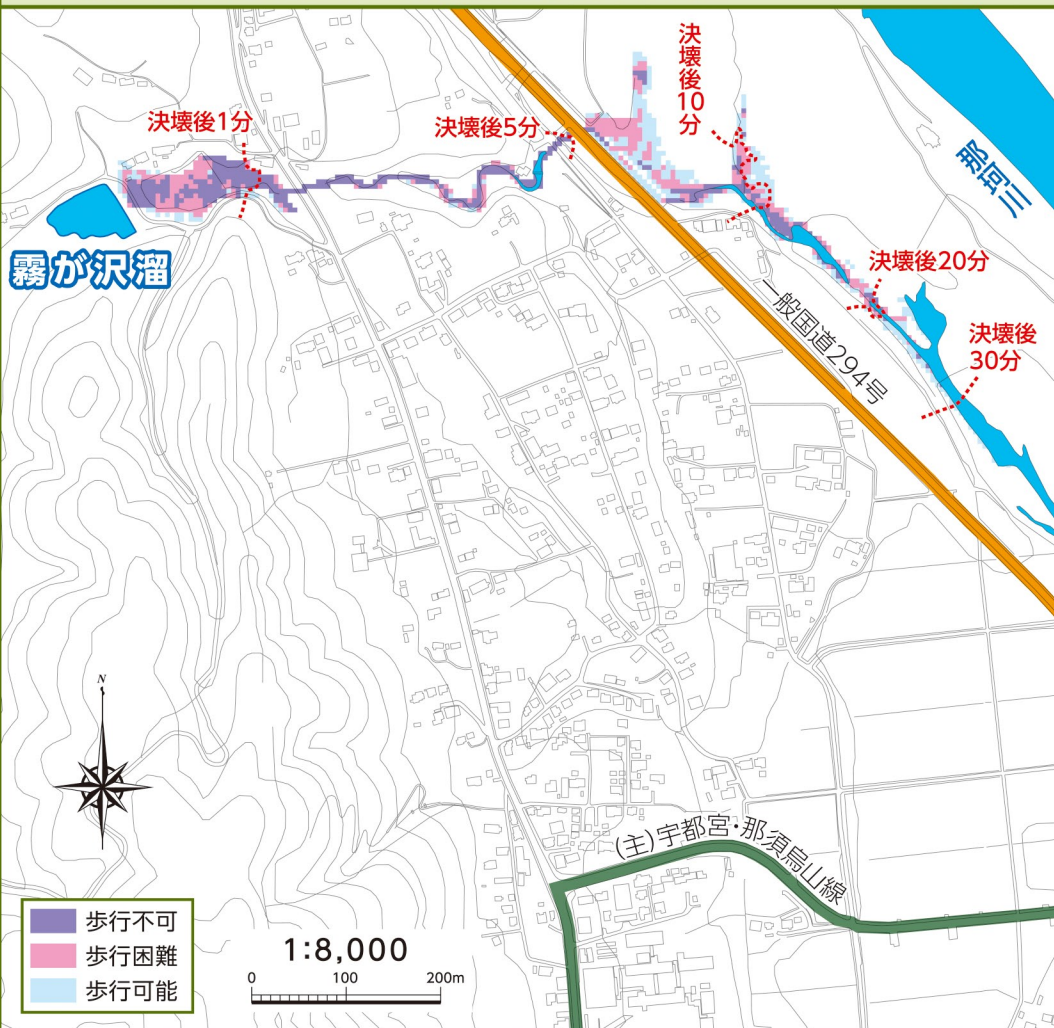 決壊後10分
決壊後1分
決壊後5分
那珂川
霧が沢溜
決壊後20分
一般国道294号
決壊後
30分
N
(主)宇都宮・那須烏山線
歩行不可
歩行困難
歩行可能
1:8,000
0 100 200m